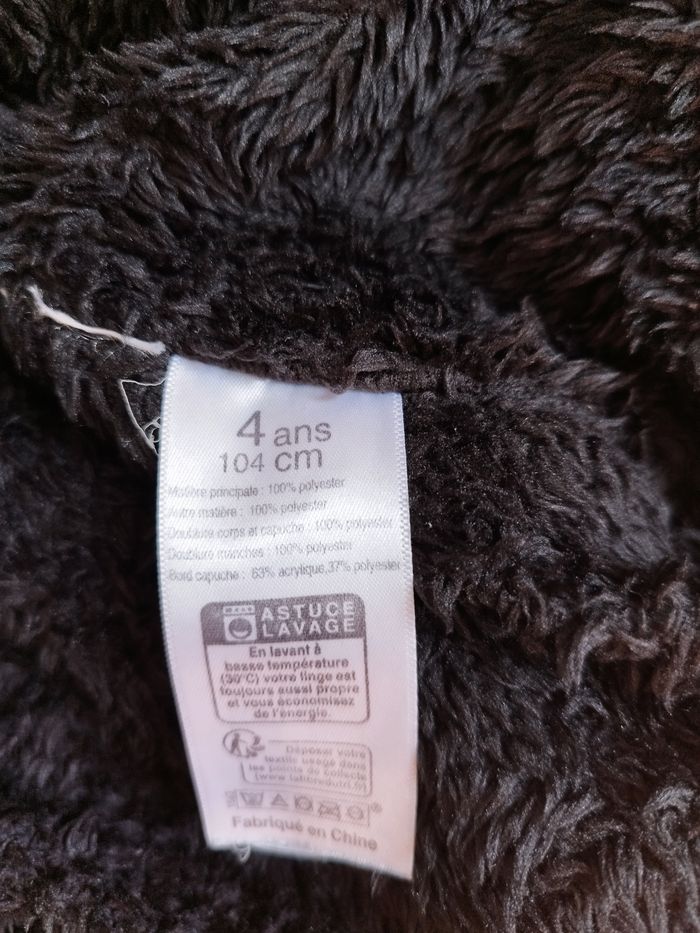 4 ans
104 cm
Matière principale : 100% polyester
Autre matière : 100% polyester
Doublure corps et capuche : 100% polyester
Doublure manches : 100% polyester
Bord capuche : 63% acrylique,37% polyester
ASTUCE
LAVAGE
En lavant à
basse température
(30°C) votre linge est
toujours aussi propre
et vous économisez
de l'énergie.
Déposer votre
textile usagé dans
les points de collecte
(www.lafibredutri.fr)
Fabriqué en Chine